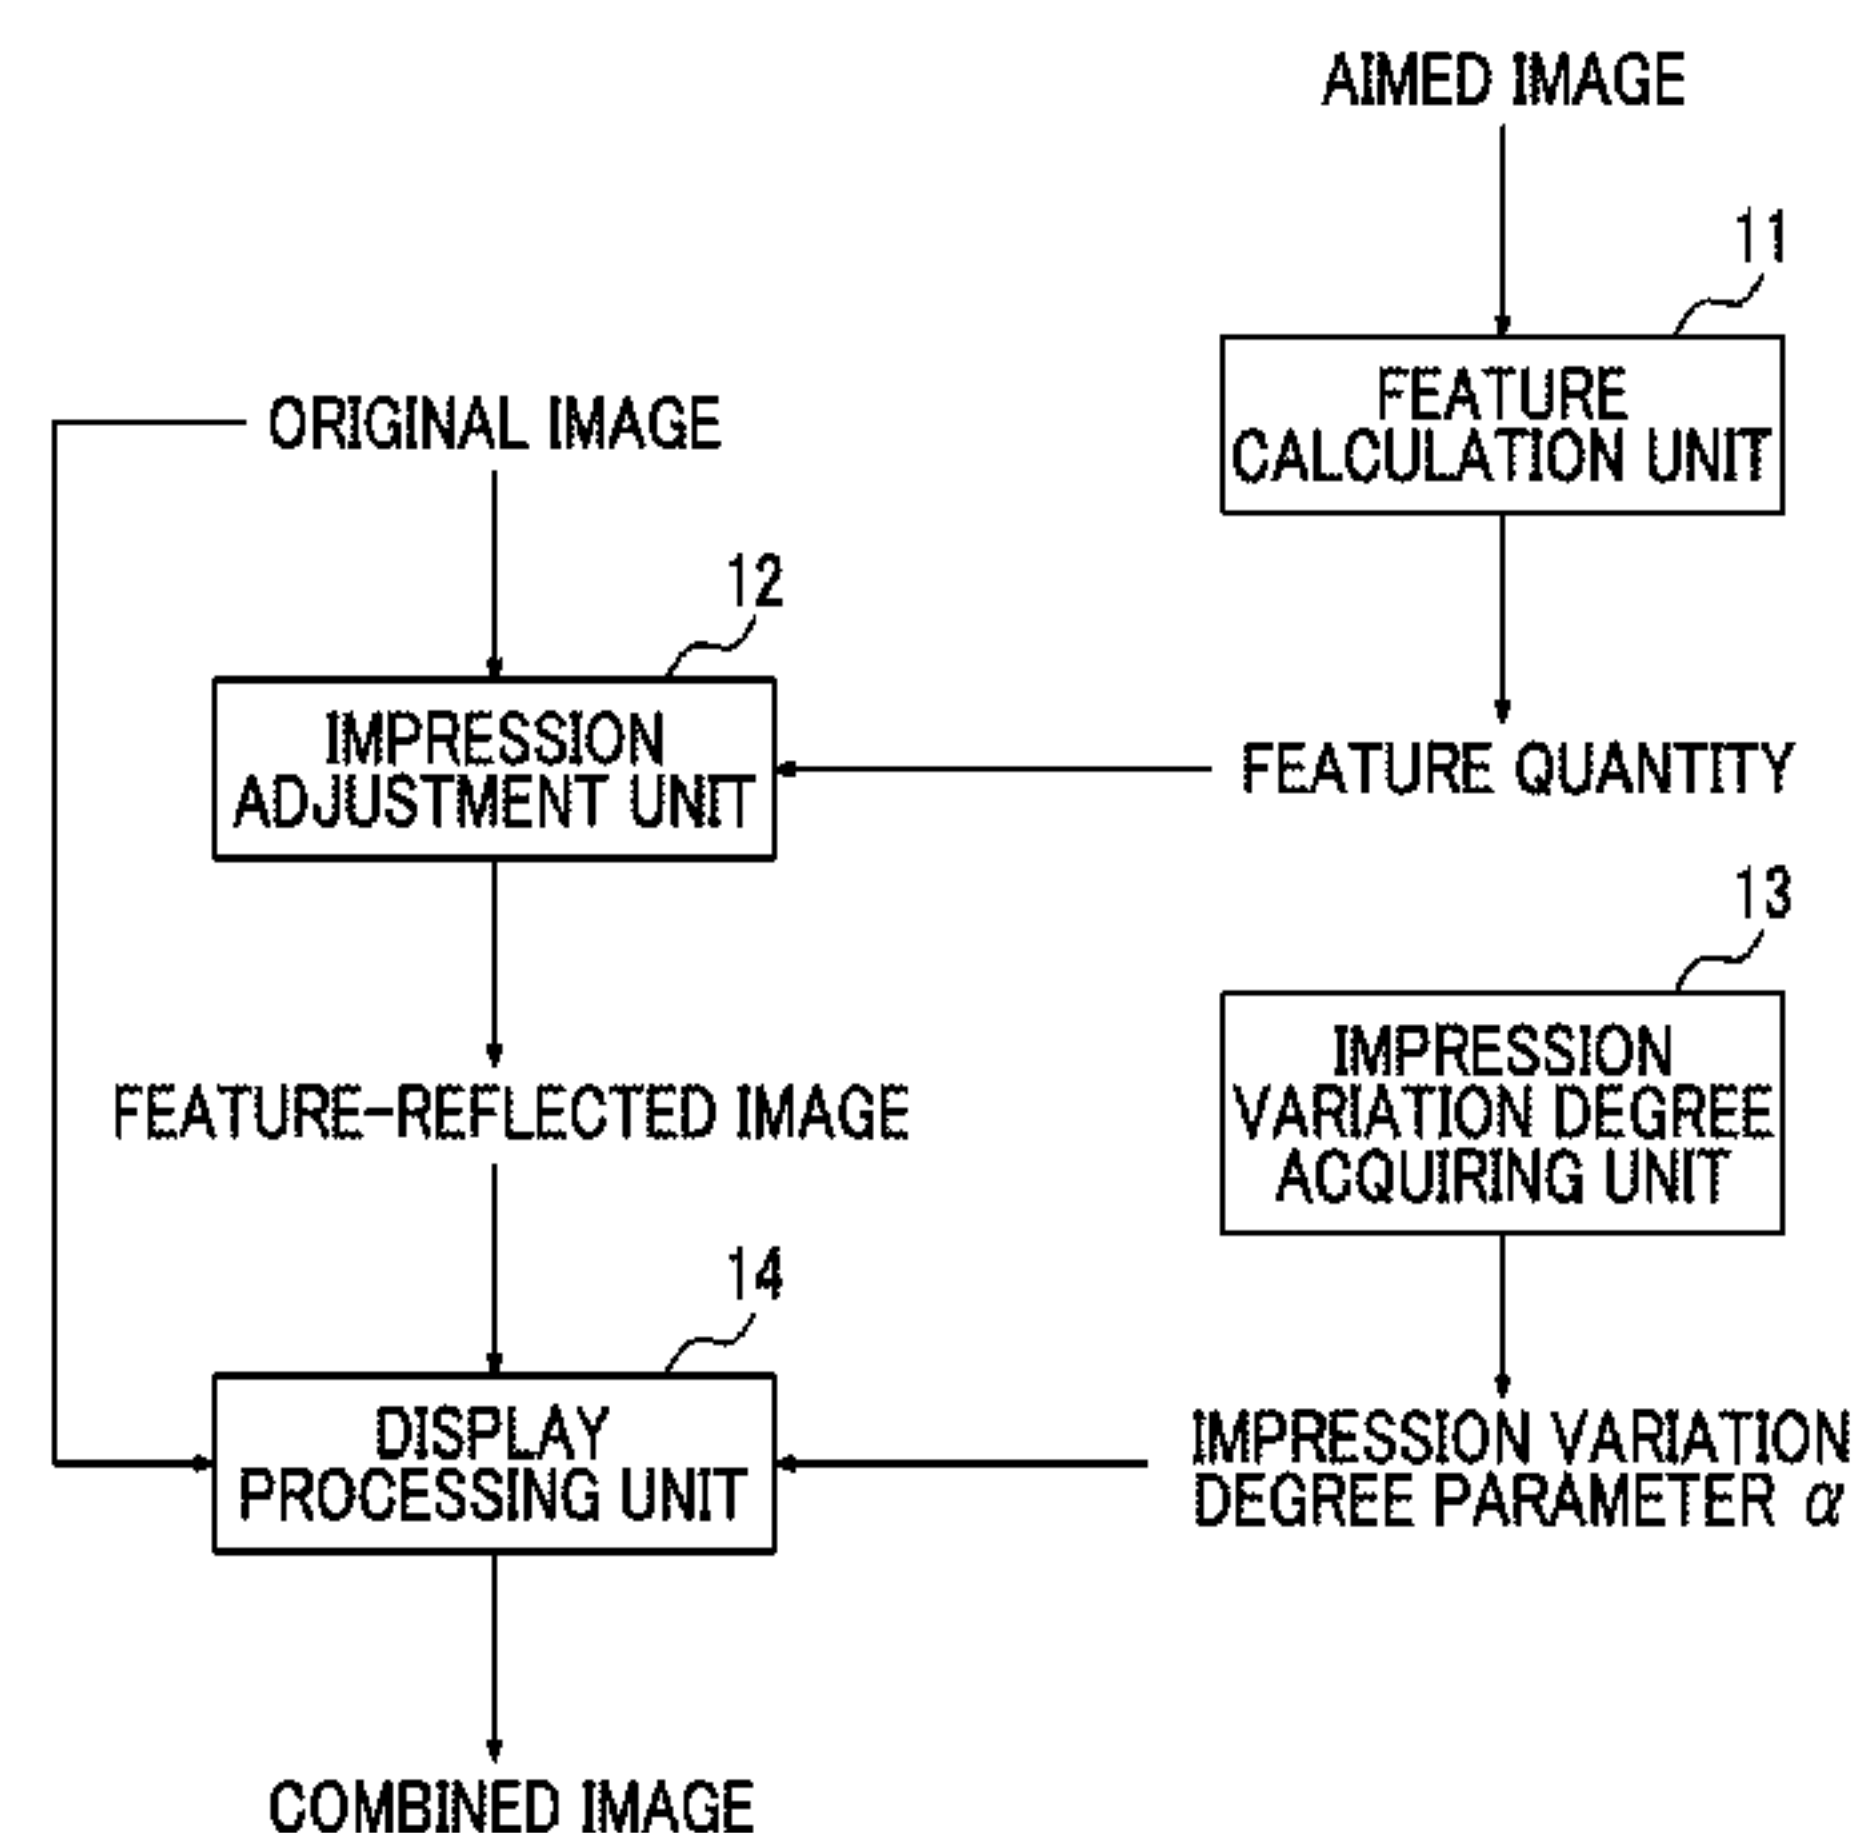 AIMED IMAGE
11
FEATURE
CALCULATION UNIT
ORIGINAL IMAGE
12
IMPRESSION
ADJUSTMENT UNIT
FEATURE QUANTITY
13
IMPRESSION
VARIATION DEGREE
ACQUIRING UNIT
FEATURE-REFLECTED IMAGE
14
DISPLAY
PROCESSING UNIT
IMPRESSION VARIATION
DEGREE PARAMETER α
COMBINED IMAGE